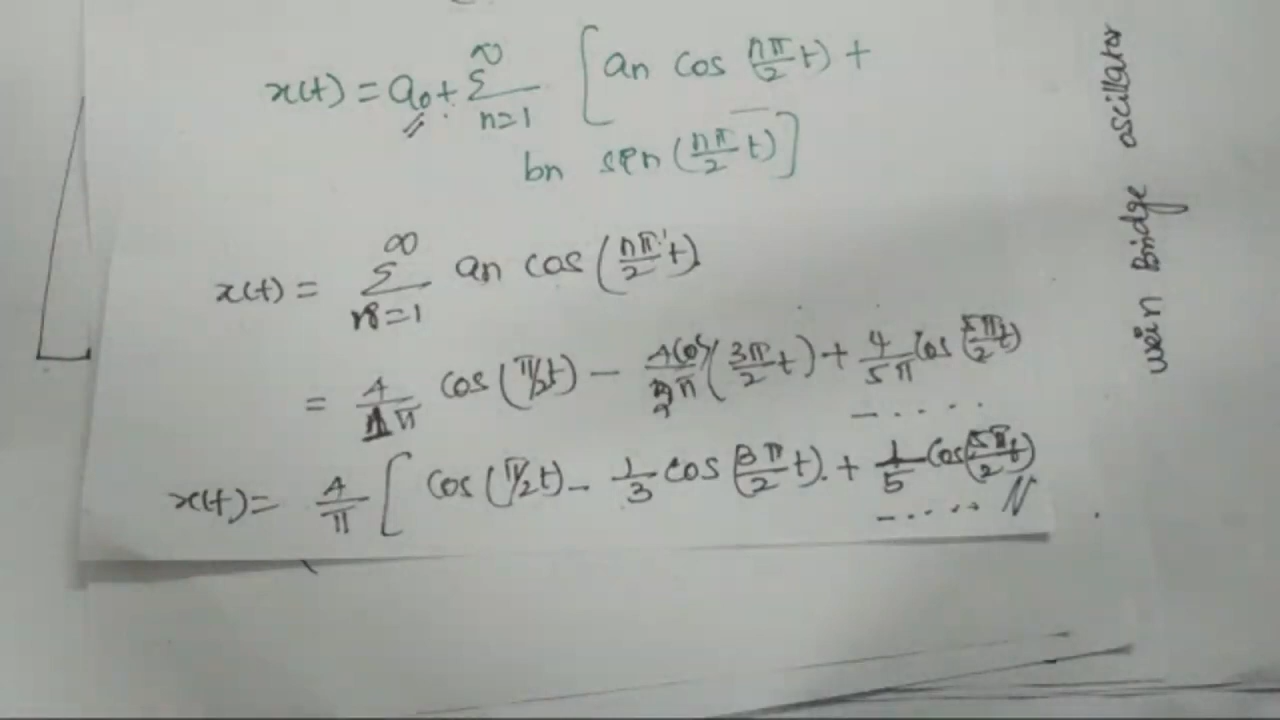 x(t) = a₀ + Σ_{n=1}^{∞} [ an cos nπ/2 t) +
bn sin (nπ/2 t) ]
x(t) = Σ_{n=1}^{∞} an cos (nπ/2 t)
= 4/1π cos (π/2 t) - 4cos/3π (3π/2 t) + 4/5π cos (5π/2 t)
- . . . . .
x(t) = 4/π [ cos (π/2 t) - 1/3 cos (3π/2 t) . + 1/5 cos (5π/2 t)
- . . . . .
wein Bridge oscillator